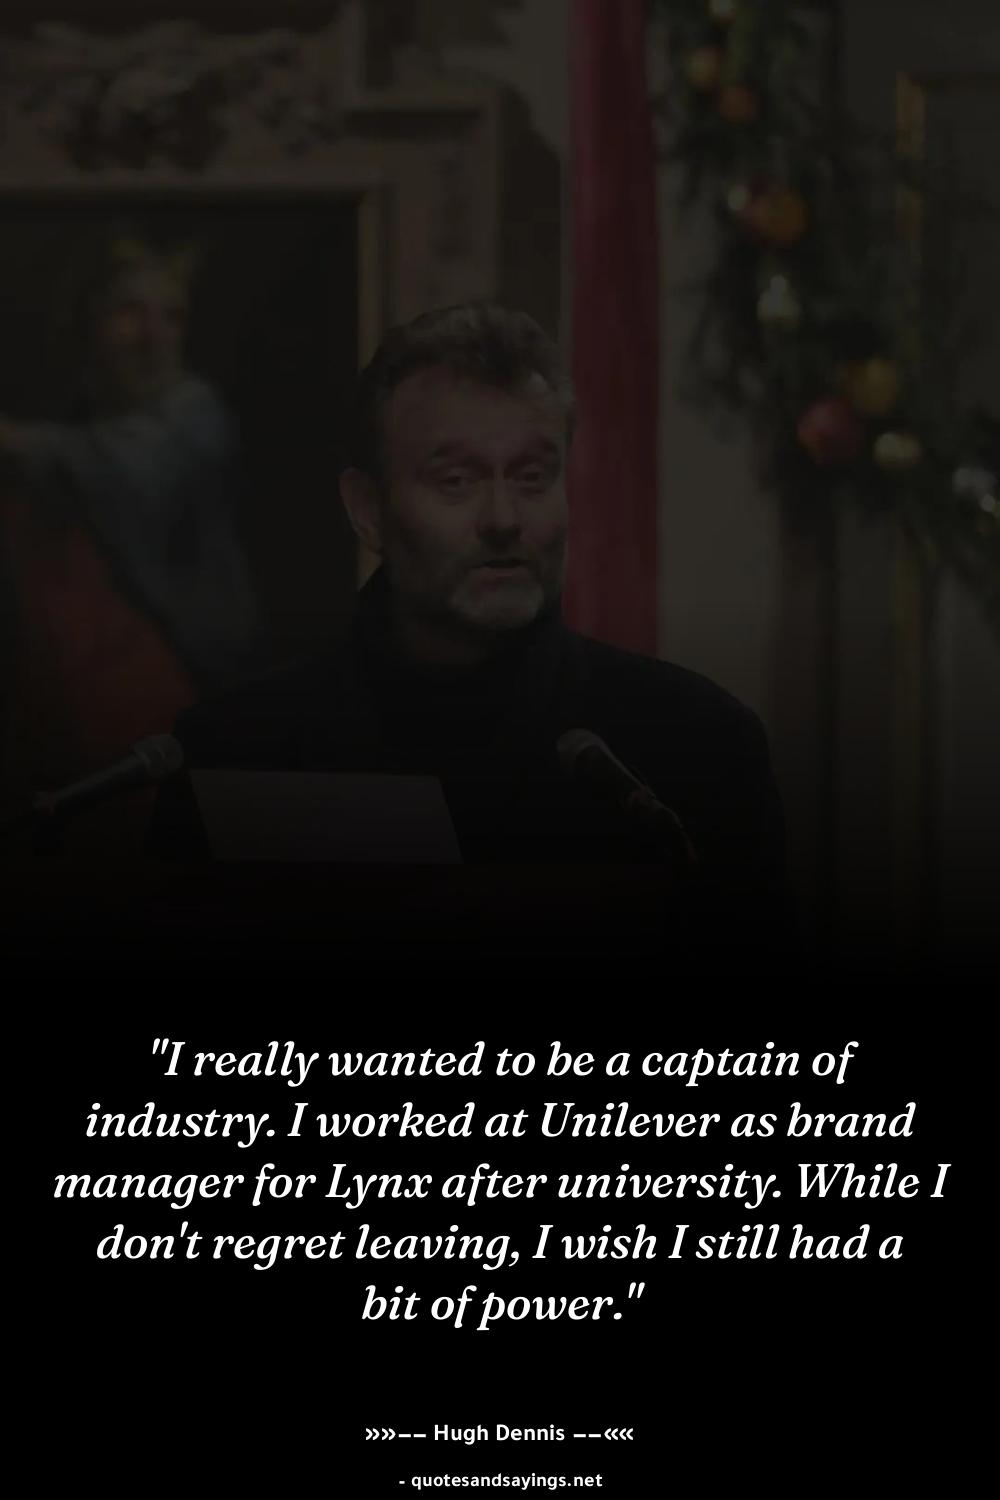 "I really wanted to be a captain of
industry. I worked at Unilever as brand
manager for Lynx after university. While I
don't regret leaving, I wish I still had a
bit of power."
»»–– Hugh Dennis ––««
- quotesandsayings.net